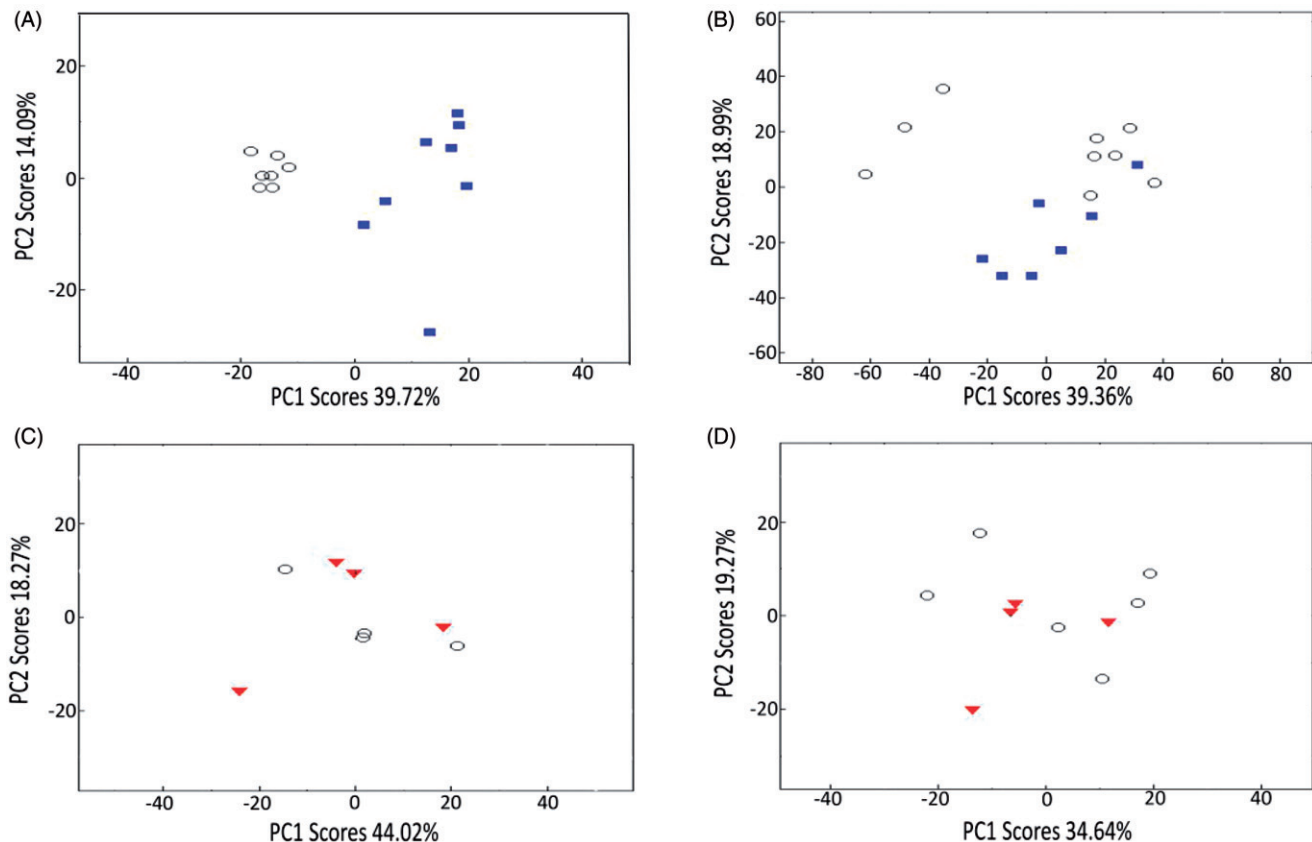 (A)
20
0
-20
PC2 Scores 14.09%
-40 -20 0 20 40
PC1 Scores 39.72%
(B)
60
40
20
0
-20
-40
-60
PC2 Scores 18.99%
-80 -60 -40 -20 0 20 40 60 80
PC1 Scores 39.36%
(C)
20
0
-20
PC2 Scores 18.27%
-40 -20 0 20 40
PC1 Scores 44.02%
(D)
20
0
-20
PC2 Scores 19.27%
-40 -20 0 20 40
PC1 Scores 34.64%